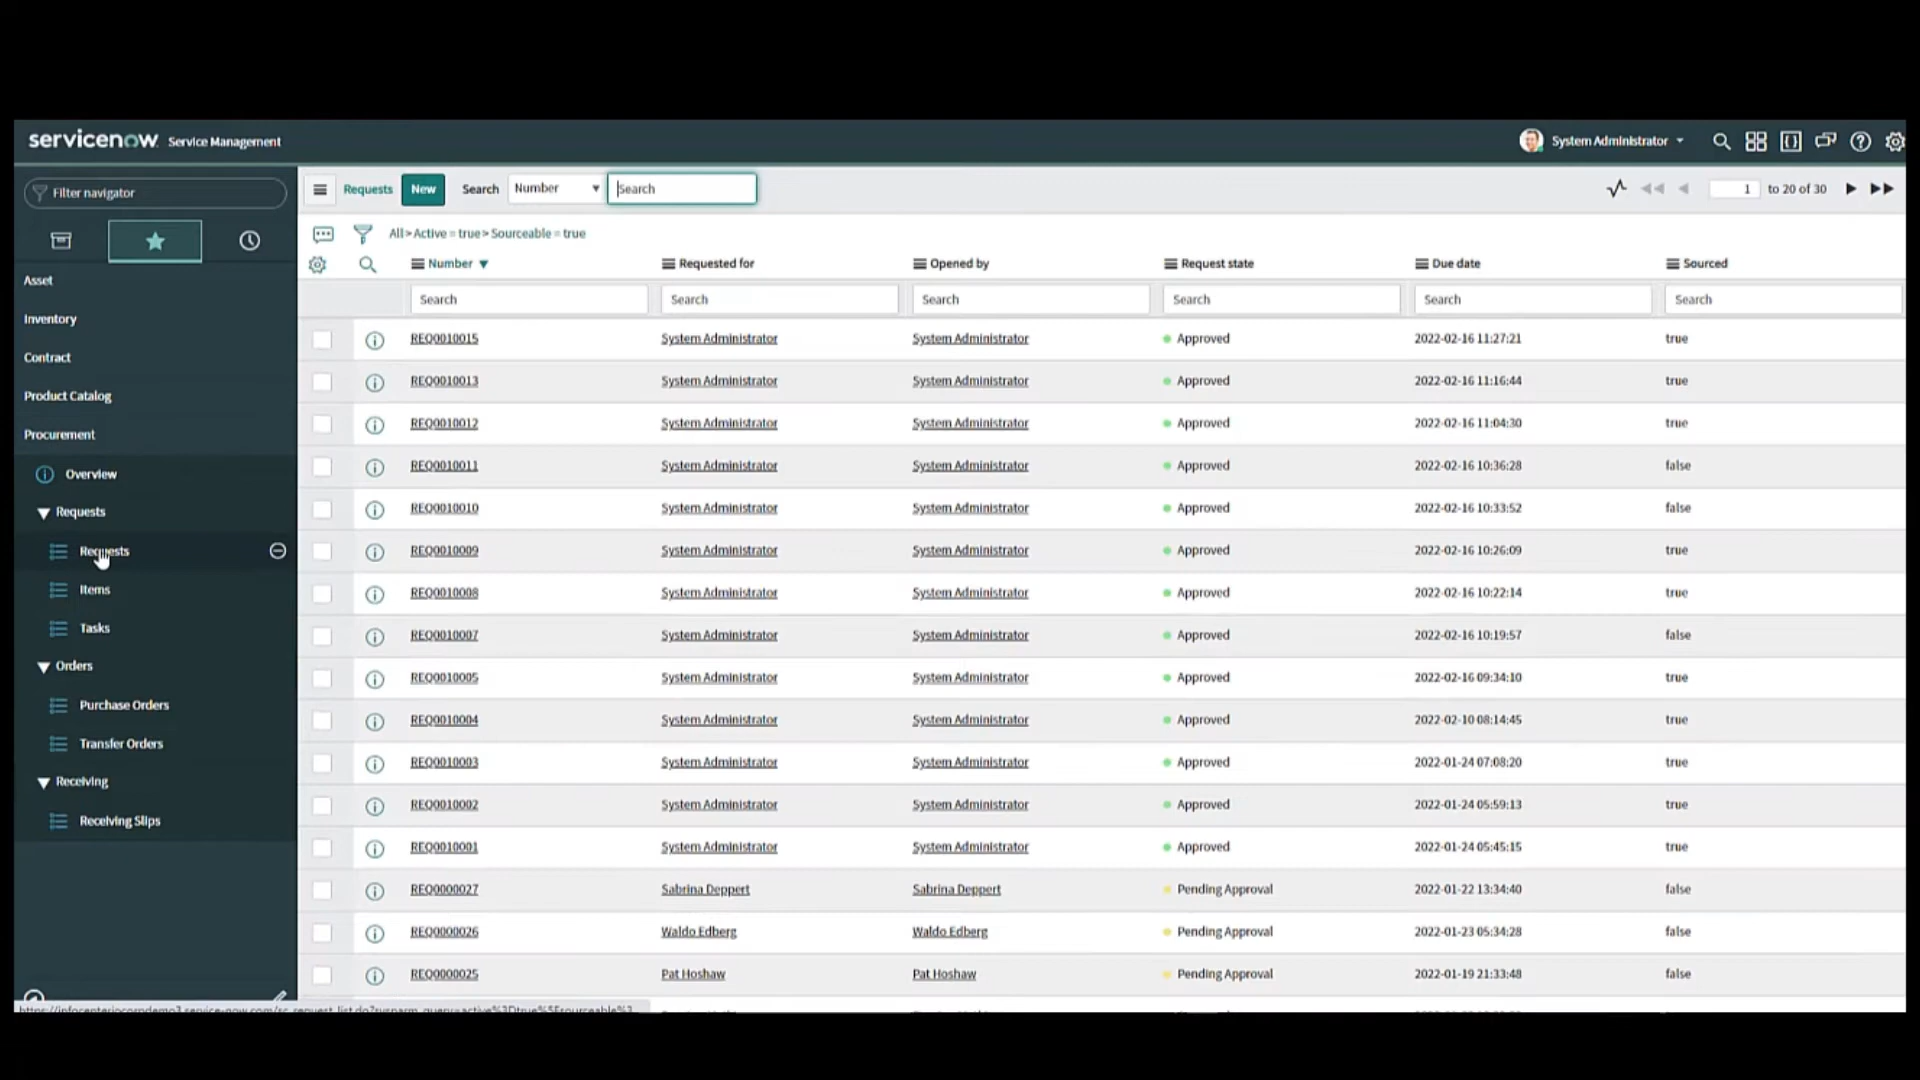 servicenow Service Management
System Administrator
Filter navigator
Requests New Search Number Search
1 to 20 of 30
All > Active = true > Sourceable = true
Asset
Inventory
Contract
Product Catalog
Procurement
Overview
Requests
Requests
Items
Tasks
Orders
Purchase Orders
Transfer Orders
Receiving
Receiving Slips
Number Requested for Opened by Request state Due date Sourced
Search Search Search Search Search Search
REQ0010015 System Administrator System Administrator Approved 2022-02-16 11:27:21 true
REQ0010013 System Administrator System Administrator Approved 2022-02-16 11:16:44 true
REQ0010012 System Administrator System Administrator Approved 2022-02-16 11:04:30 true
REQ0010011 System Administrator System Administrator Approved 2022-02-16 10:36:28 false
REQ0010010 System Administrator System Administrator Approved 2022-02-16 10:33:52 false
REQ0010009 System Administrator System Administrator Approved 2022-02-16 10:26:09 true
REQ0010008 System Administrator System Administrator Approved 2022-02-16 10:22:14 true
REQ0010007 System Administrator System Administrator Approved 2022-02-16 10:19:57 false
REQ0010005 System Administrator System Administrator Approved 2022-02-16 09:34:10 true
REQ0010004 System Administrator System Administrator Approved 2022-02-10 08:14:45 true
REQ0010003 System Administrator System Administrator Approved 2022-01-24 07:08:20 true
REQ0010002 System Administrator System Administrator Approved 2022-01-24 05:59:13 true
REQ0010001 System Administrator System Administrator Approved 2022-01-24 05:45:15 true
REQ0000027 Sabrina Deppert Sabrina Deppert Pending Approval 2022-01-22 13:34:40 false
REQ0000026 Waldo Edberg Waldo Edberg Pending Approval 2022-01-23 05:34:28 false
REQ0000025 Pat Hoshaw Pat Hoshaw Pending Approval 2022-01-19 21:33:48 false